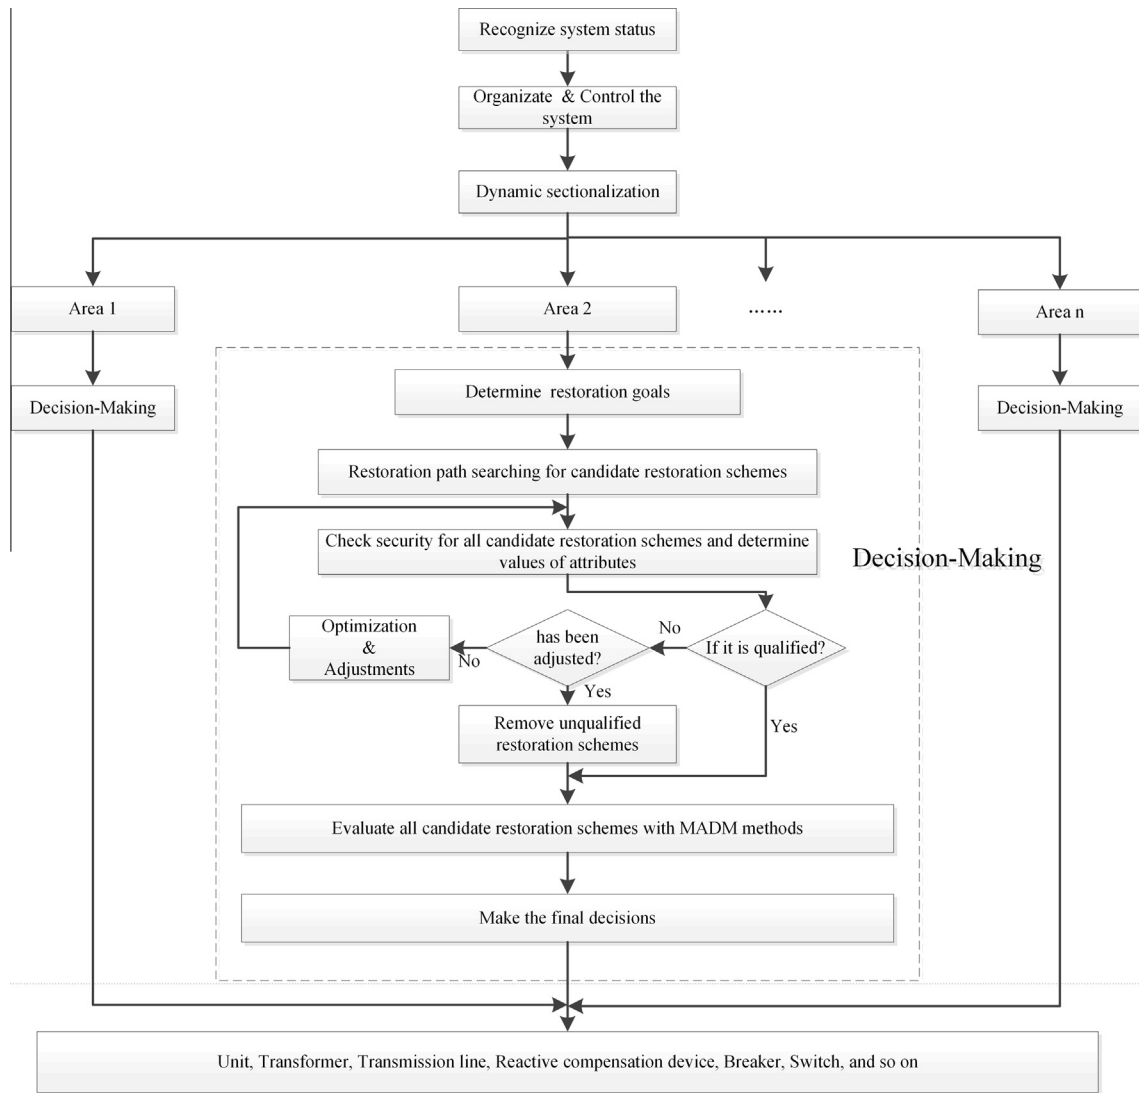 Recognize system status
Organizate & Control the
system
Dynamic sectionalization
Area 1
Area 2
......
Area n
Determine restoration goals
Decision-Making
Decision-Making
Restoration path searching for candidate restoration schemes
Check security for all candidate restoration schemes and determine
values of attributes
Decision-Making
Optimization
&
Adjustments
No
has been
adjusted?
No
If it is qualified?
Yes
Remove unqualified
restoration schemes
Yes
Evaluate all candidate restoration schemes with MADM methods
Make the final decisions
Unit, Transformer, Transmission line, Reactive compensation device, Breaker, Switch, and so on